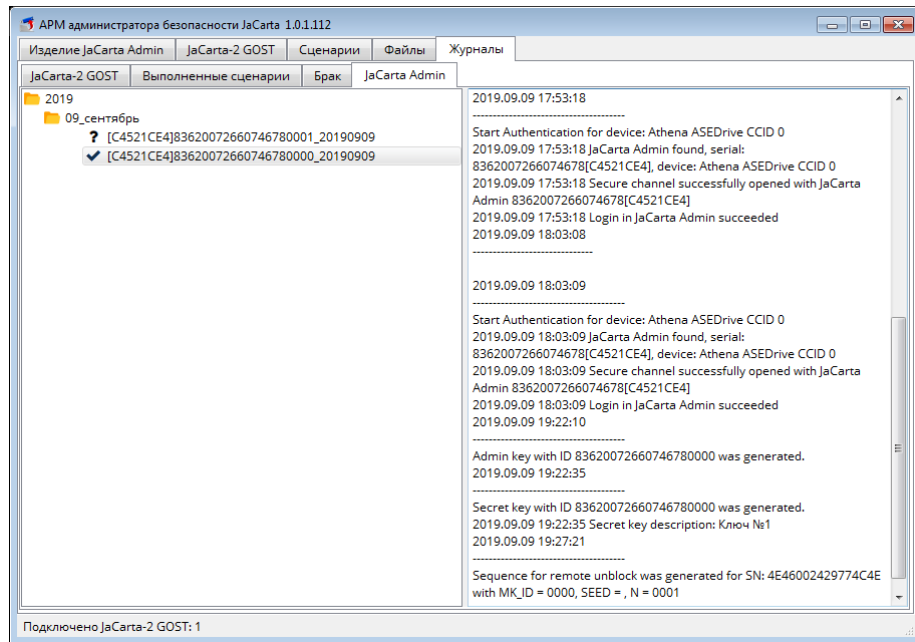 АРМ администратора безопасности JaCarta 1.0.1.112
Изделие JaCarta Admin JaCarta-2 GOST Сценарии Файлы Журналы
JaCarta-2 GOST Выполненные сценарии Брак JaCarta Admin
2019
09_сентябрь
? [C4521CE4]83620072660746780001_20190909
[C4521CE4]83620072660746780000_20190909
2019.09.09 17:53:18
-------------------------------------
Start Authentication for device: Athena ASEDrive CCID 0
2019.09.09 17:53:18 JaCarta Admin found, serial:
8362007266074678[C4521CE4], device: Athena ASEDrive CCID 0
2019.09.09 17:53:18 Secure channel successfully opened with JaCarta
Admin 8362007266074678[C4521CE4]
2019.09.09 17:53:18 Login in JaCarta Admin succeeded
2019.09.09 18:03:08
-----------------------------
2019.09.09 18:03:09
-------------------------------------
Start Authentication for device: Athena ASEDrive CCID 0
2019.09.09 18:03:09 JaCarta Admin found, serial:
8362007266074678[C4521CE4], device: Athena ASEDrive CCID 0
2019.09.09 18:03:09 Secure channel successfully opened with JaCarta
Admin 8362007266074678[C4521CE4]
2019.09.09 18:03:09 Login in JaCarta Admin succeeded
2019.09.09 19:22:10
-------------------------------------
Admin key with ID 83620072660746780000 was generated.
2019.09.09 19:22:35
-------------------------------------
Secret key with ID 83620072660746780000 was generated.
2019.09.09 19:22:35 Secret key description: Ключ №1
2019.09.09 19:27:21
-------------------------------------
Sequence for remote unblock was generated for SN: 4E46002429774C4E
with MK_ID = 0000, SEED = , N = 0001
Подключено JaCarta-2 GOST: 1